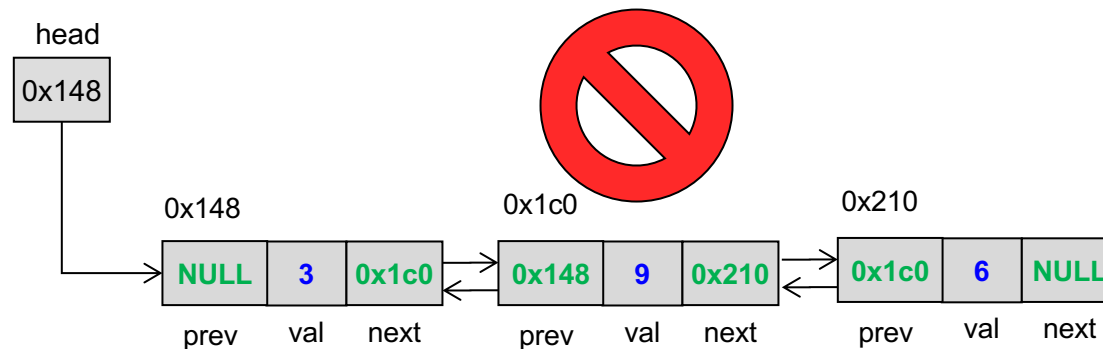 head
0x148
0x148 0x1c0 0x210
NULL 3 0x1c0 0x148 9 0x210 0x1c0 6 NULL
prev val next prev val next prev val next